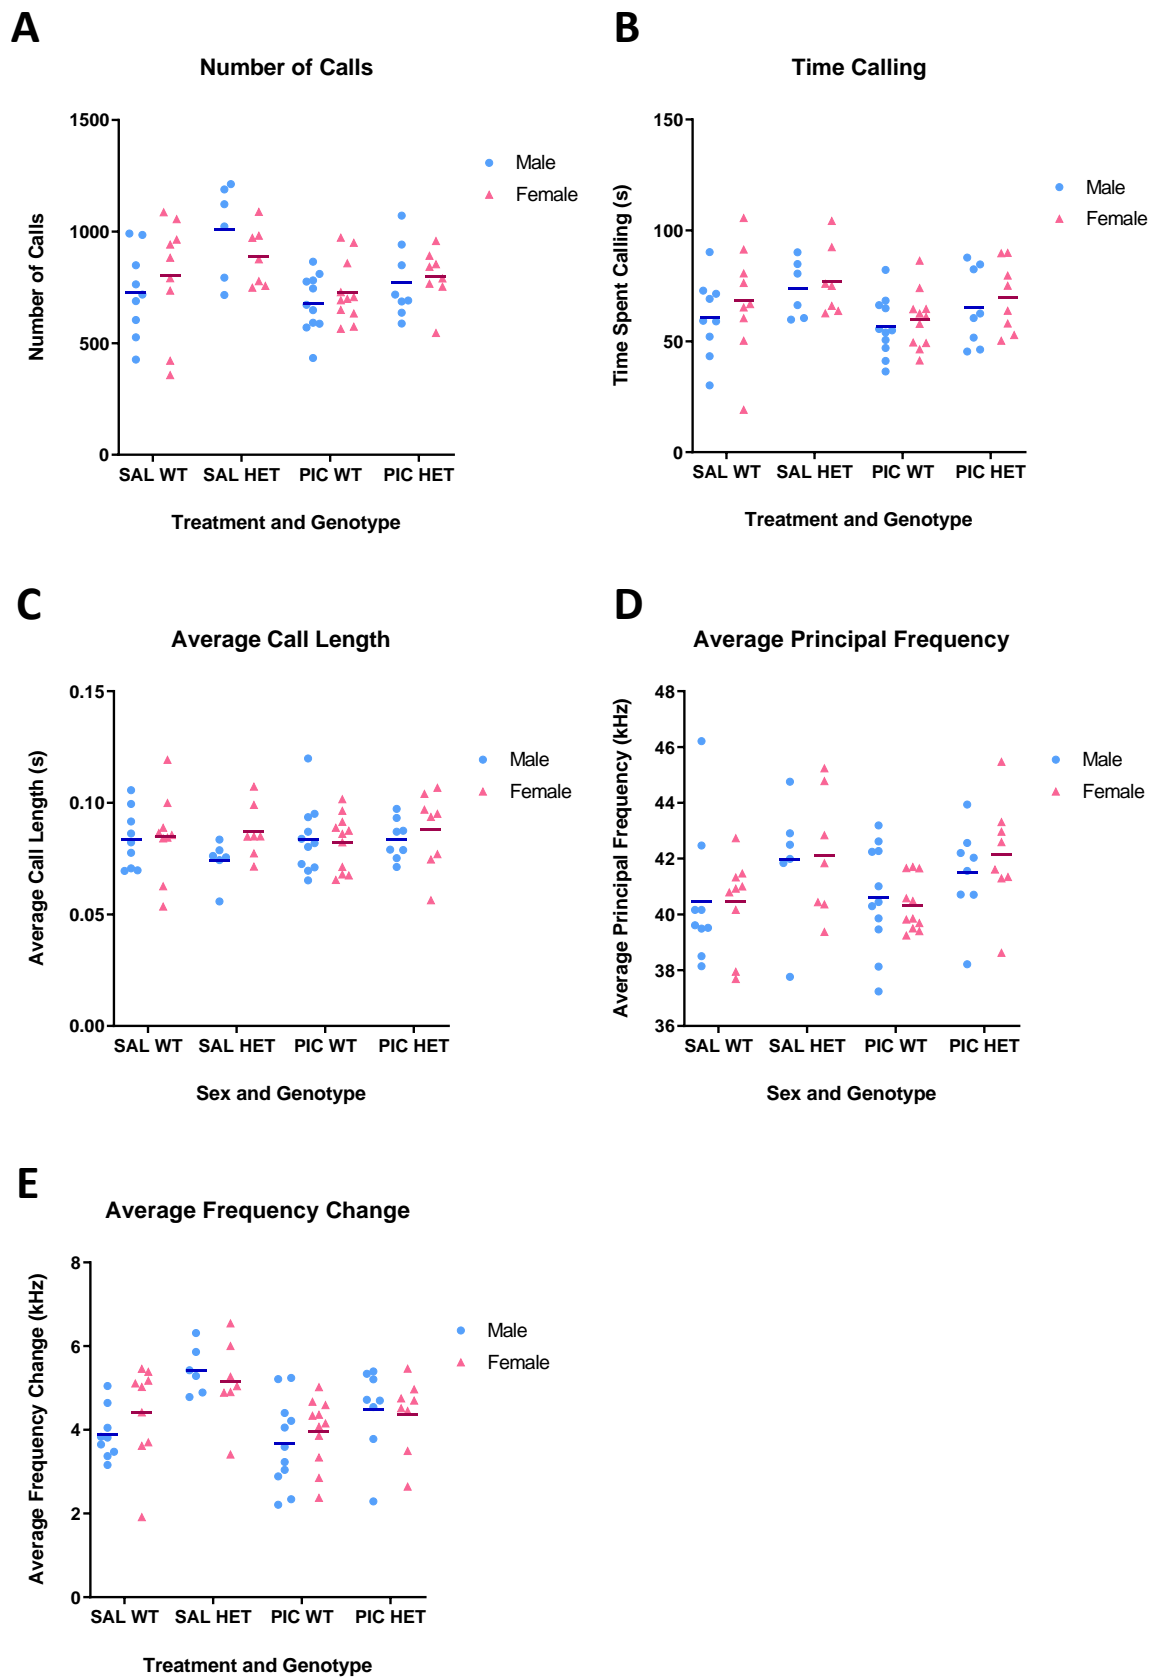 A
Number of Calls
1500
1000
500
0
Number of Calls
SAL WT SAL HET PIC WT PIC HET
Treatment and Genotype
Male
Female
B
Time Calling
150
100
50
0
Time Spent Calling (s)
SAL WT SAL HET PIC WT PIC HET
Treatment and Genotype
Male
Female
C
Average Call Length
0.15
0.10
0.05
0.00
Average Call Length (s)
SAL WT SAL HET PIC WT PIC HET
Sex and Genotype
Male
Female
D
Average Principal Frequency
48
46
44
42
40
38
36
Average Principal Frequency (kHz)
SAL WT SAL HET PIC WT PIC HET
Sex and Genotype
Male
Female
E
Average Frequency Change
8
6
4
2
0
Average Frequency Change (kHz)
SAL WT SAL HET PIC WT PIC HET
Treatment and Genotype
Male
Female